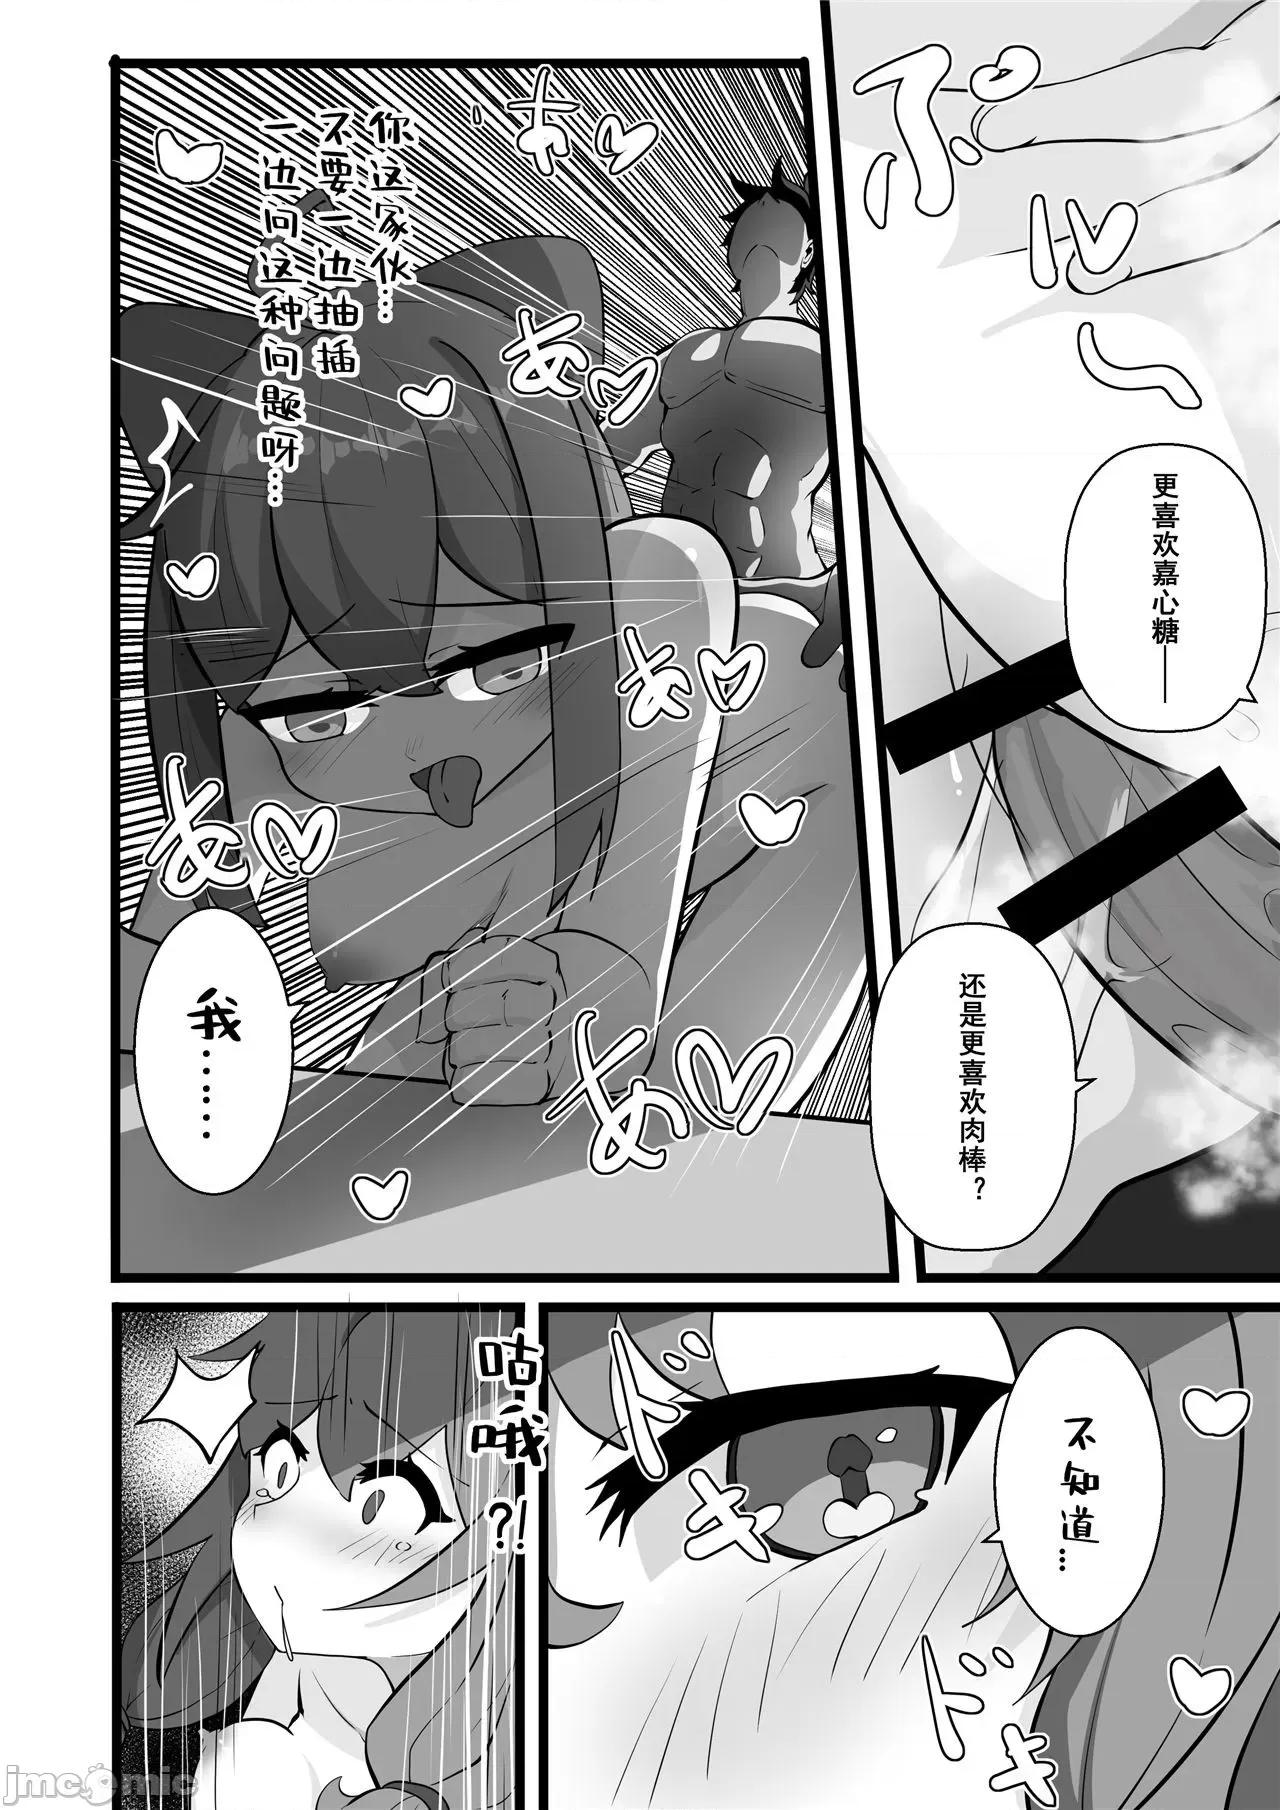 ぷ
ルン
更喜欢嘉心糖——
还是更喜欢肉棒？
你这家伙…
不要一边抽插
一边问这种问题呀…
あ
あ
あ
あ
あ
我……
不知道…
ドキ
ドキ
咕哦?!
jmcomic